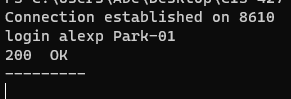 Connection established on 8610
login alexp Park-01
200  OK
---------